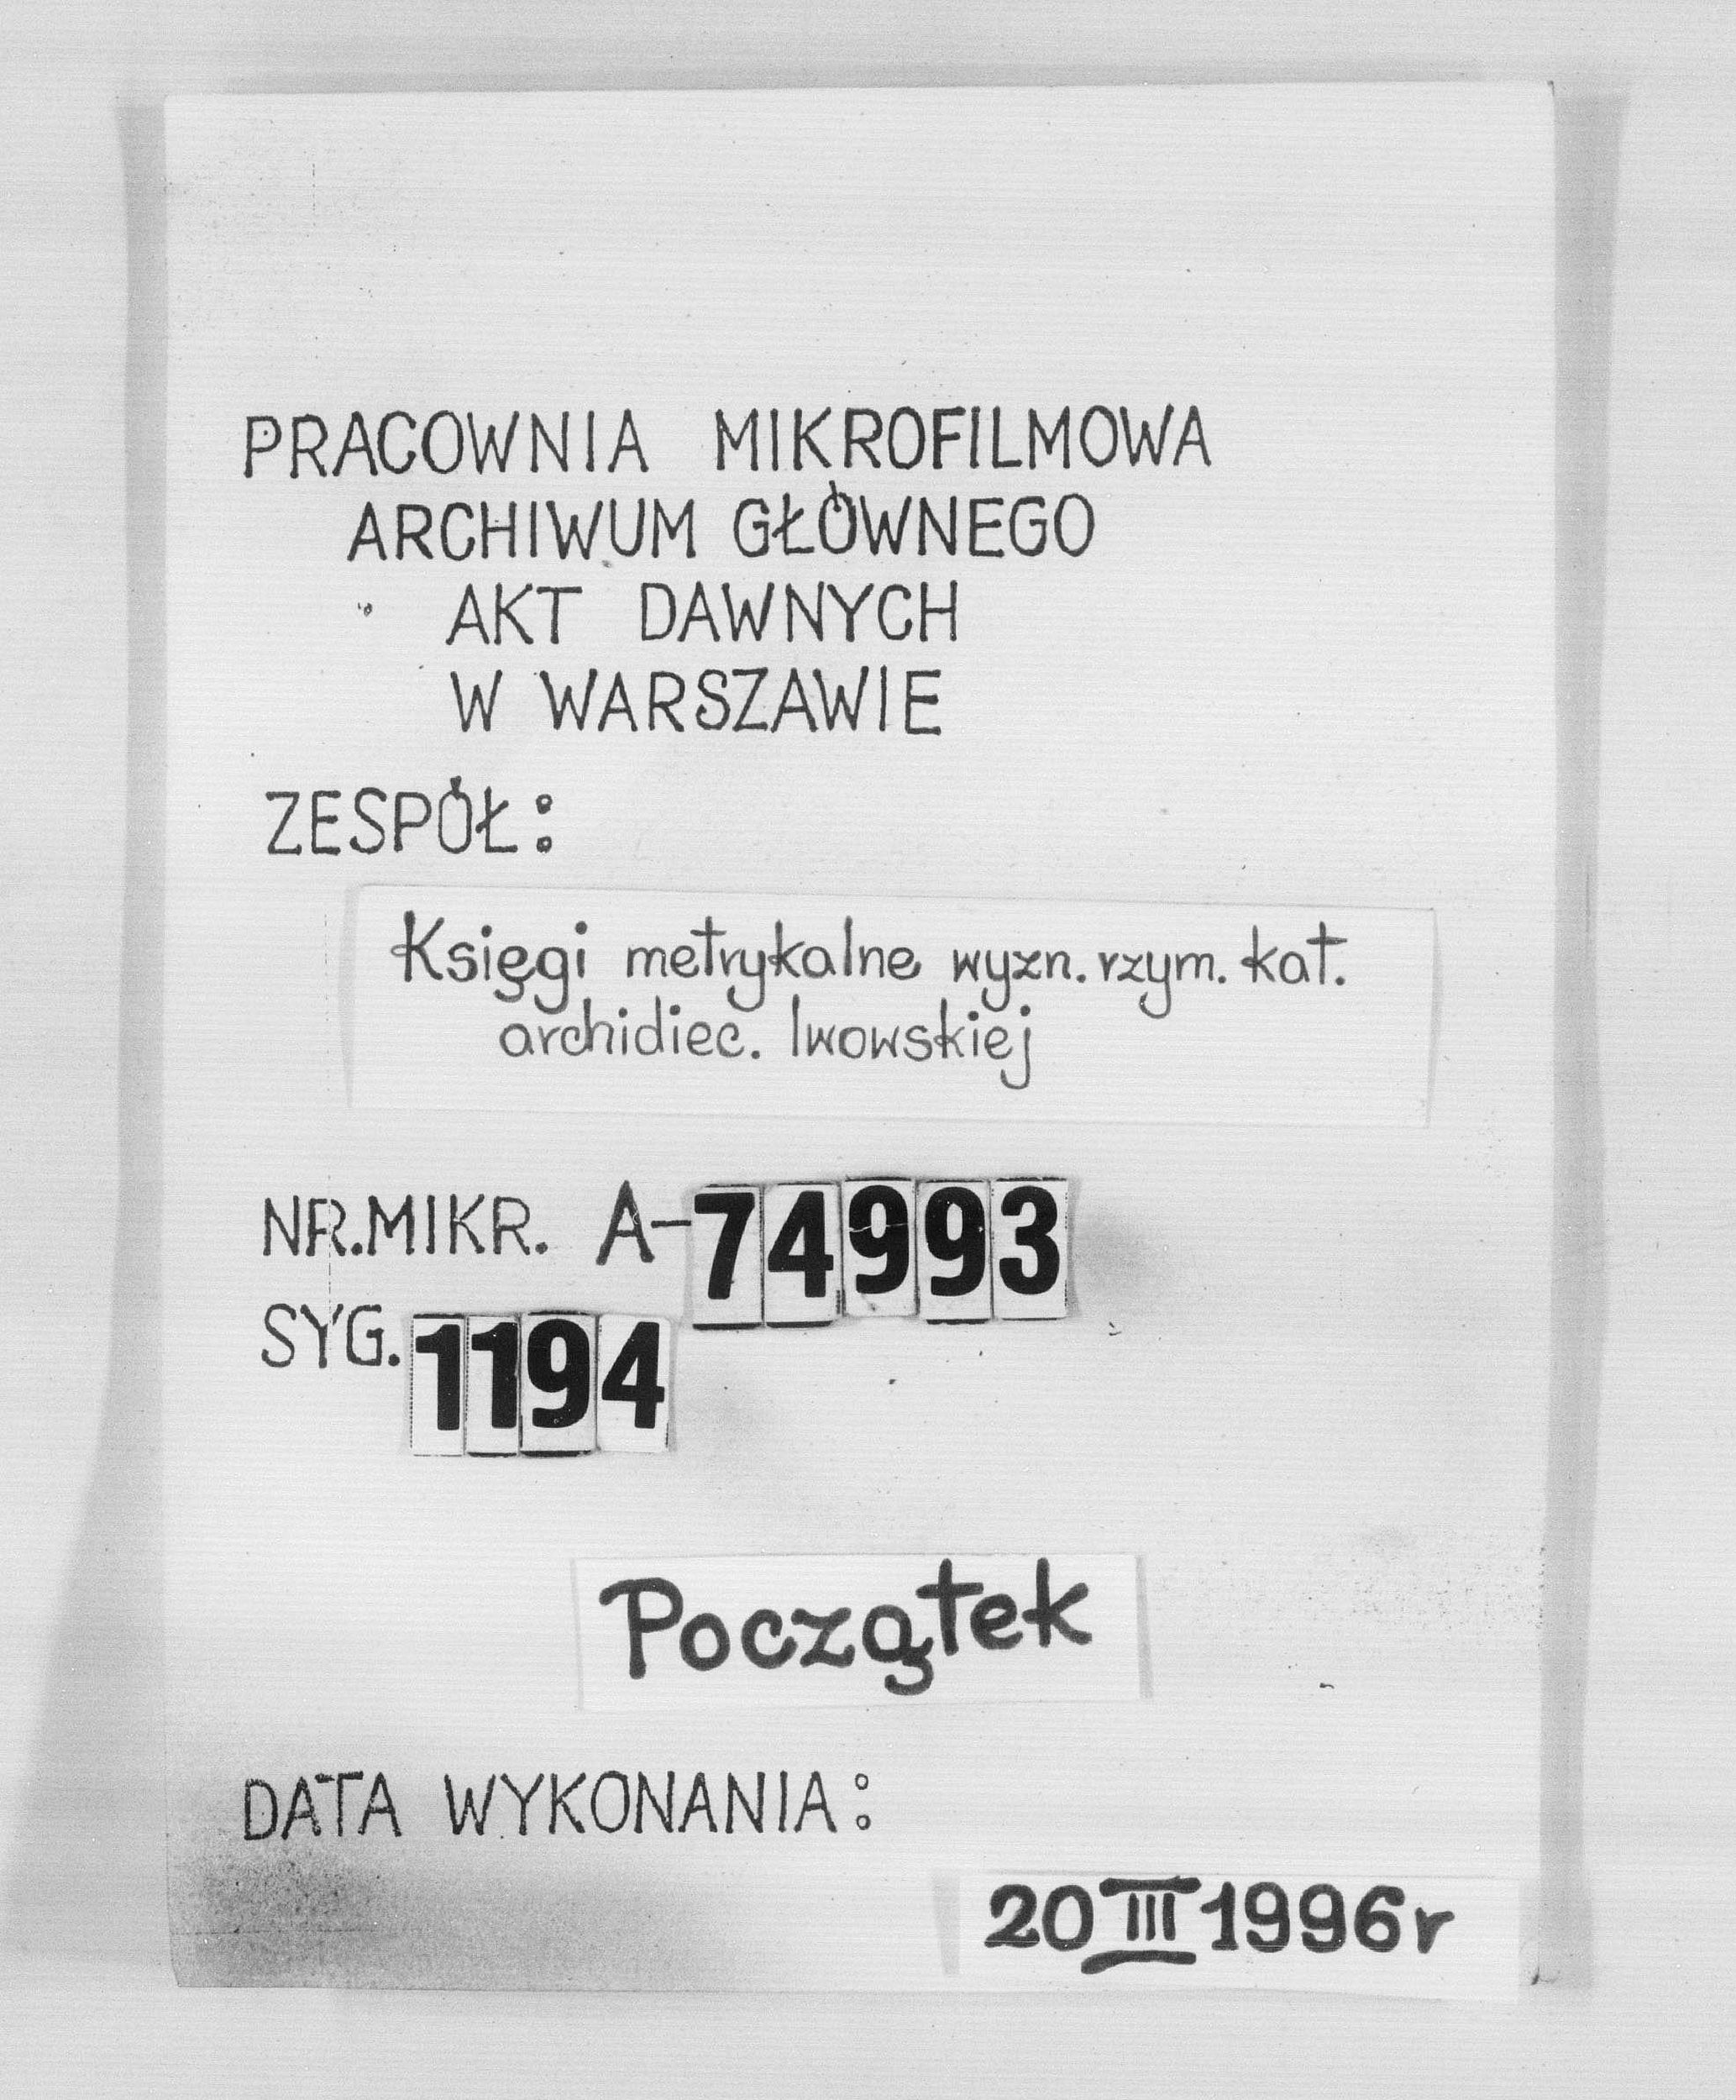 PRACOWNIA MIKROFILMOWA
ARCHIWUM GŁÓWNEGO
AKT DAWNYCH
W WARSZAWIE
ZESPÓŁ:
Księgi metrykalne wyzn. rzym. kat.
archidiec. lwowskiej
NR.MIKR. A-74993
SYG. 1194
Początek
DATA WYKONANIA:
20 III 1996r